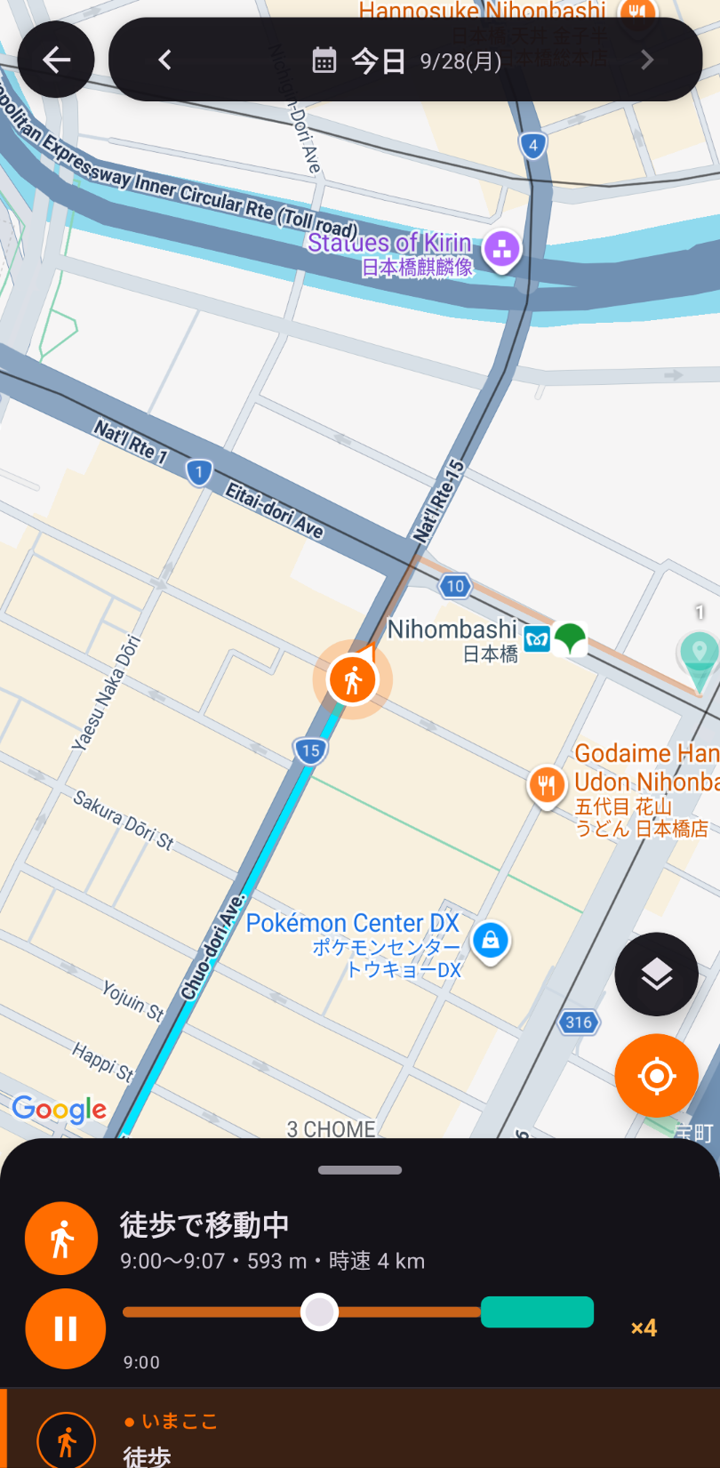 Hannosuke Nihonbashi
今日 9/28(月)
Nichigin-Dori Ave
4
opolitan Expressway Inner Circular Rte (Toll road)
Statues of Kirin
日本橋麒麟像
Nat'l Rte 1
1
Eitai-dori Ave
Nat'l Rte 15
10
1
Nihombashi
日本橋
Yaesu Naka Dōri
15
Godaime Han
Udon Nihonba
五代目 花山
うどん 日本橋店
Sakura Dōri St
Pokémon Center DX
ポケモンセンター
トウキョーDX
Chuo-dori Ave.
Yojuin St
316
Happi St
Google
3 CHOME
宝町
徒歩で移動中
9:00～9:07・593 m・時速 4 km
×4
9:00
いまここ
徒歩